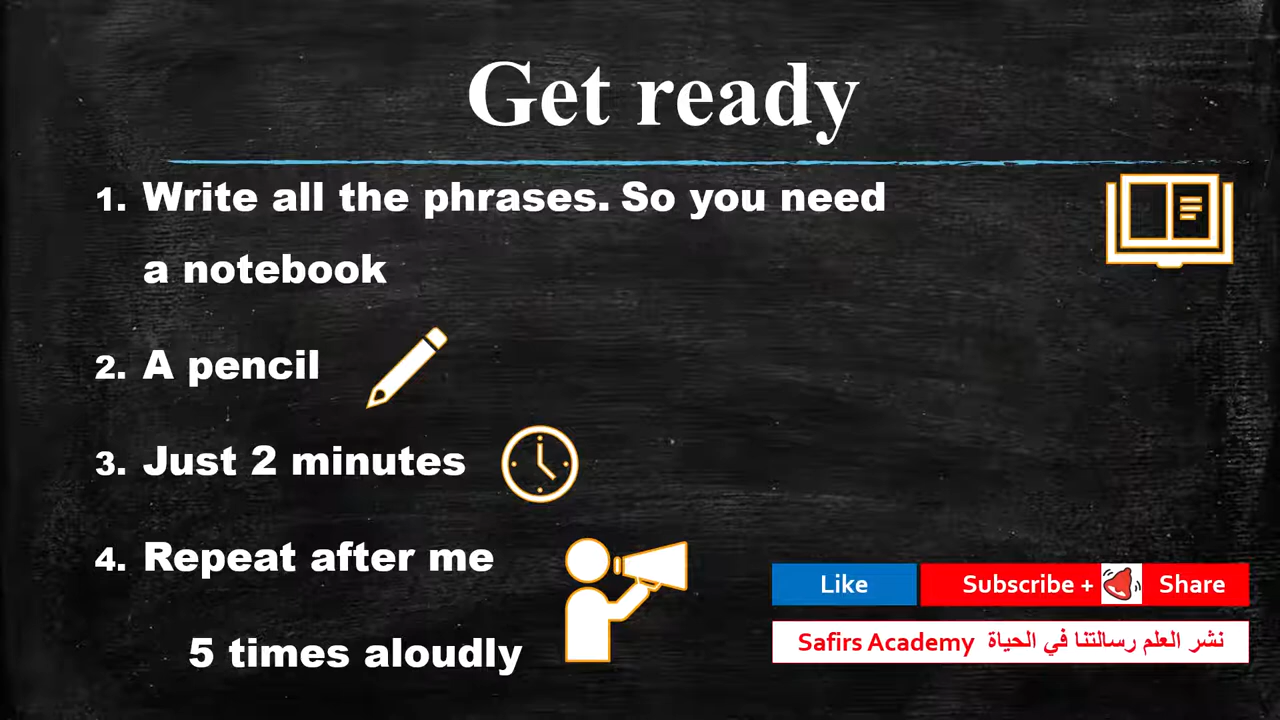 Get ready
1. Write all the phrases. So you need
a notebook
2. A pencil
3. Just 2 minutes
4. Repeat after me
5 times aloudly
Like Subscribe + Share
Safirs Academy نشر العلم رسالتنا في الحياة